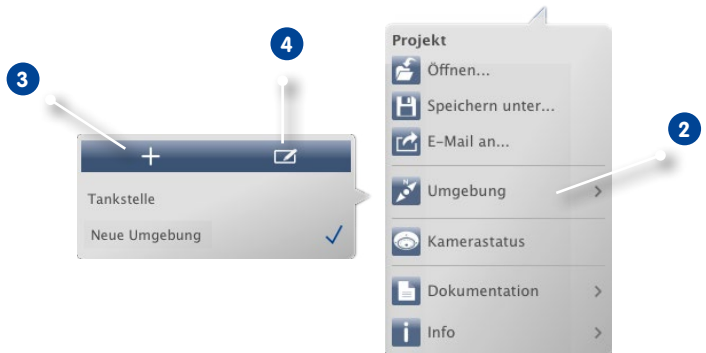 3
4
Tankstelle
Neue Umgebung
Projekt
Öffnen...
Speichern unter...
E-Mail an...
2
Umgebung
Kamerastatus
Dokumentation
Info